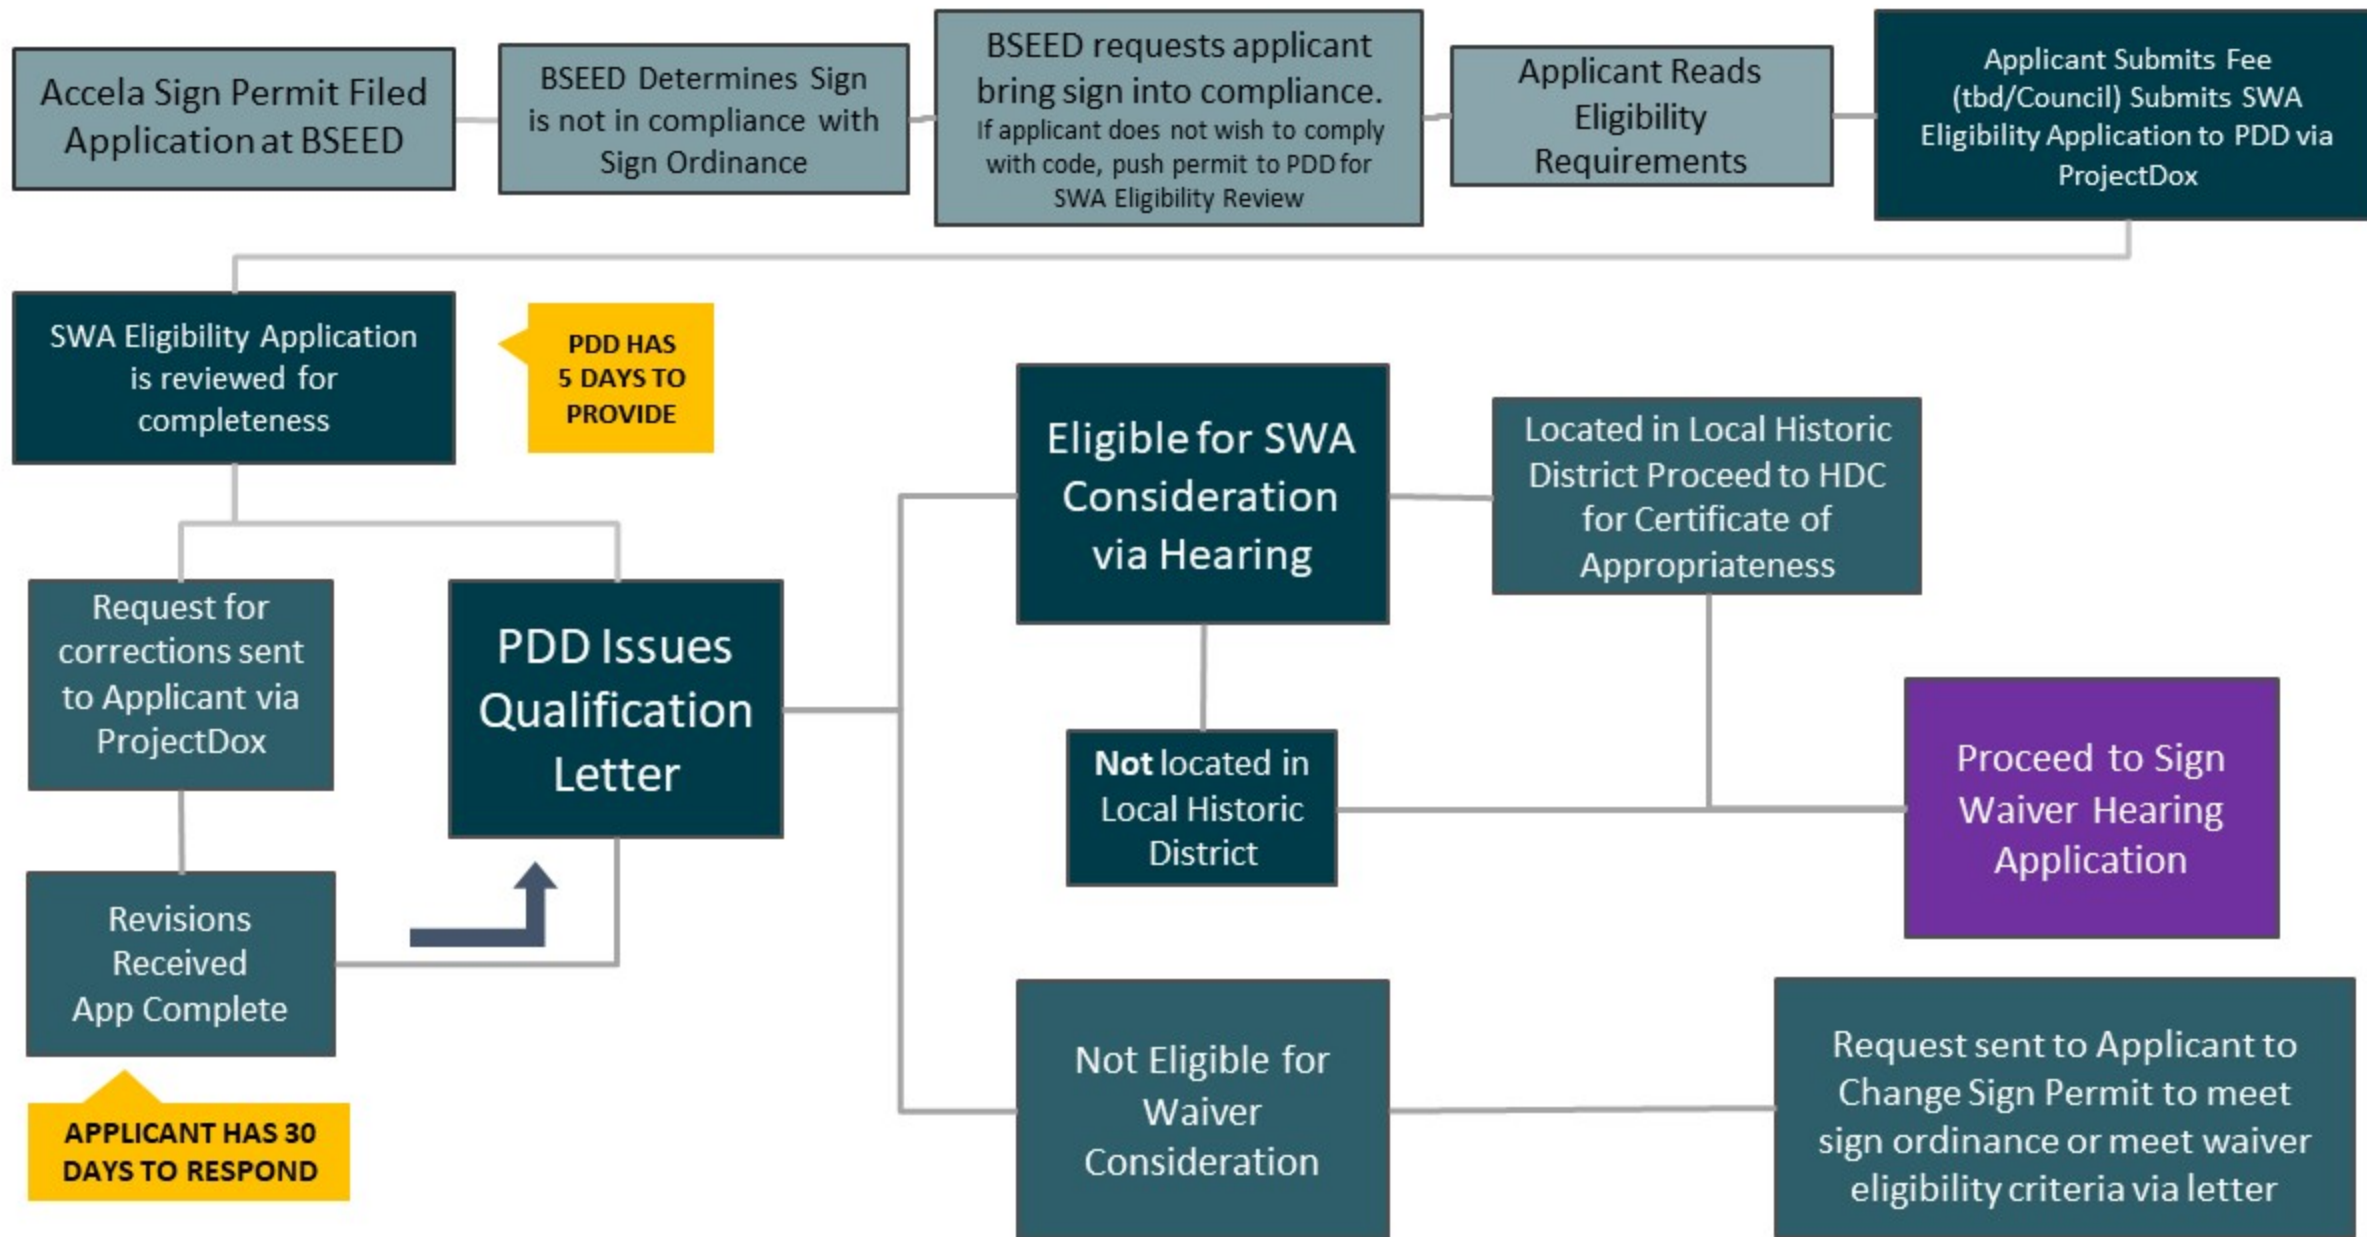 Accela Sign Permit Filed
Application at BSEED
BSEED Determines Sign
is not in compliance with
Sign Ordinance
BSEED requests applicant
bring sign into compliance.
If applicant does not wish to comply
with code, push permit to PDD for
SWA Eligibility Review
Applicant Reads
Eligibility
Requirements
Applicant Submits Fee
(tbd/Council) Submits SWA
Eligibility Application to PDD via
ProjectDox
SWA Eligibility Application
is reviewed for
completeness
PDD HAS
5 DAYS TO
PROVIDE
Request for
corrections sent
to Applicant via
ProjectDox
Revisions
Received
App Complete
APPLICANT HAS 30
DAYS TO RESPOND
PDD Issues
Qualification
Letter
Eligible for SWA
Consideration
via Hearing
Located in Local Historic
District Proceed to HDC
for Certificate of
Appropriateness
Not located in
Local Historic
District
Proceed to Sign
Waiver Hearing
Application
Not Eligible for
Waiver
Consideration
Request sent to Applicant to
Change Sign Permit to meet
sign ordinance or meet waiver
eligibility criteria via letter